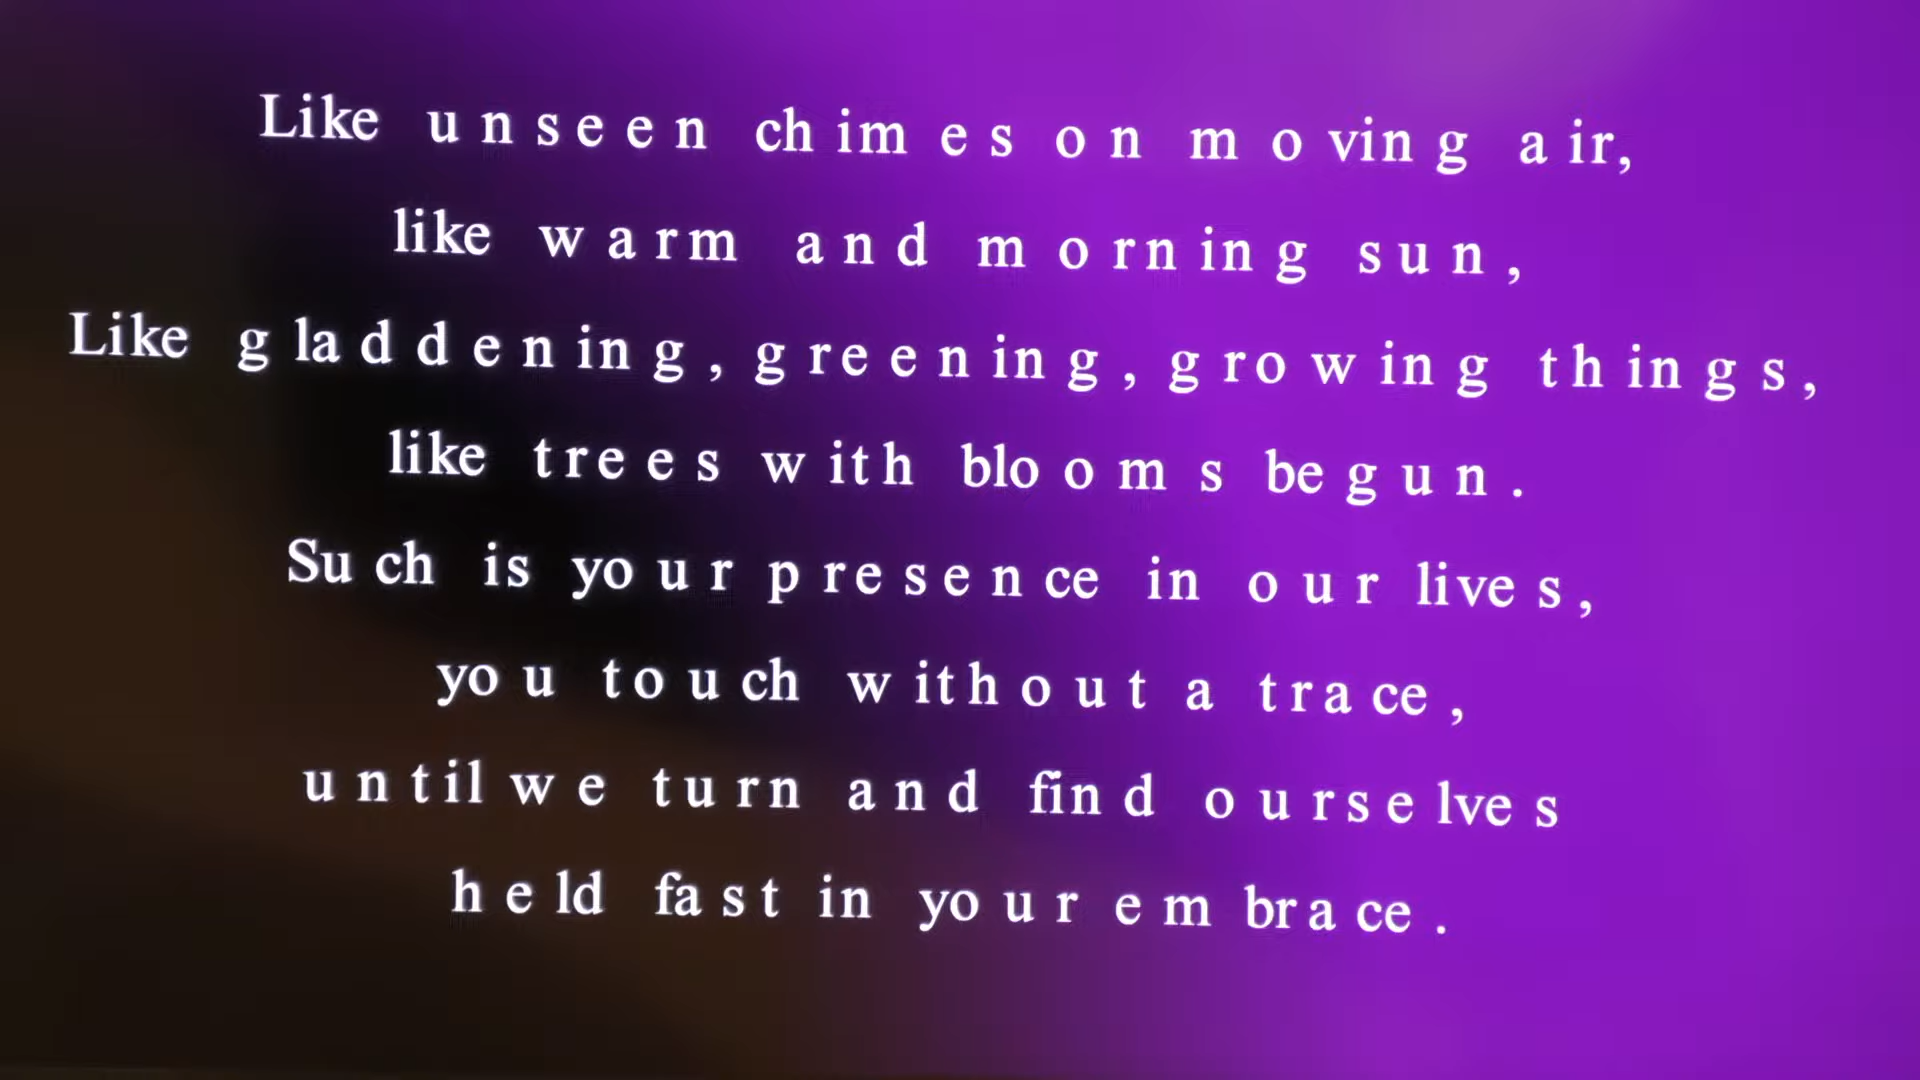 Like unseen chimes on moving air,
like warm and morning sun,
Like gladdening, greening, growing things,
like trees with blooms begun.
Such is your presence in our lives,
you touch without a trace,
until we turn and find ourselves
held fast in your embrace.